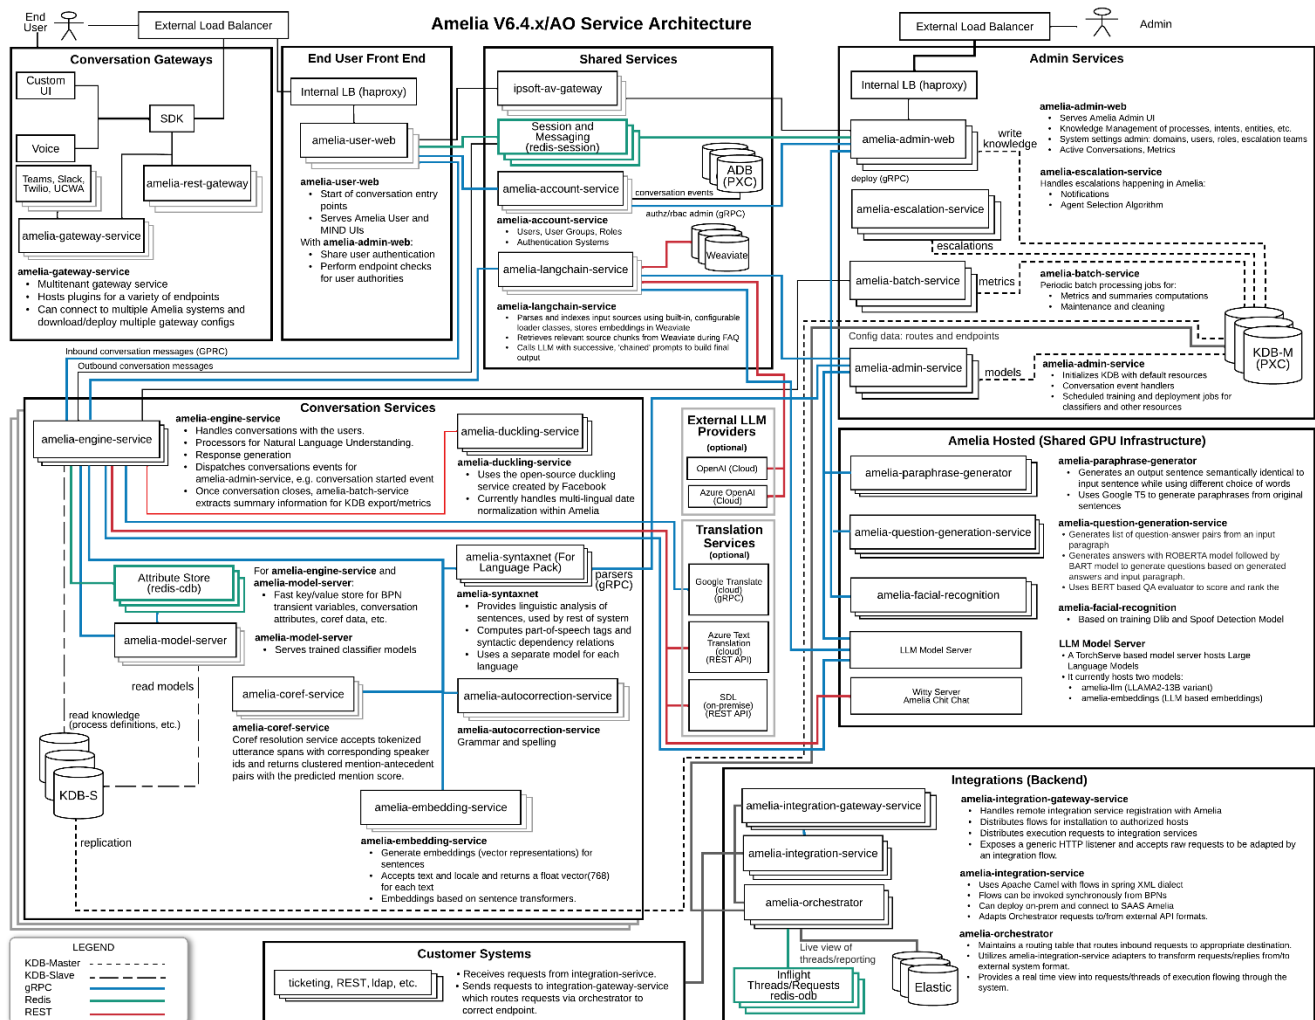 Amelia V6.4.x/AO Service Architecture
End
User
External Load Balancer
External Load Balancer
Admin
Conversation Gateways
Custom
UI
SDK
Voice
Teams, Slack,
Twilio, UCWA
amelia-rest-gateway
amelia-gateway-service
amelia-gateway-service
• Multitenant gateway service
• Hosts plugins for a variety of endpoints
• Can connect to multiple Amelia systems and
download/deploy multiple gateway configs
End User Front End
Internal LB (haproxy)
amelia-user-web
amelia-user-web
• Start of conversation entry
points
• Serves Amelia User and
MIND UIs
With amelia-admin-web:
• Share user authentication
• Perform endpoint checks
for user authorities
Shared Services
ipsoft-av-gateway
Session and
Messaging
(redis-session)
ADB
(PXC)
amelia-account-service
conversation events
authz/rbac admin (gRPC)
amelia-account-service
• Users, User Groups, Roles
• Authentication Systems
Weaviate
amelia-langchain-service
amelia-langchain-service
• Parses and indexes input sources using built-in, configurable
loader classes, stores embeddings in Weaviate
• Retrieves relevant source chunks from Weaviate during FAQ
• Calls LLM with successive, 'chained' prompts to build final
output
Admin Services
Internal LB (haproxy)
amelia-admin-web
write
knowledge
deploy (gRPC)
amelia-escalation-service
escalations
amelia-batch-service
metrics
Config data: routes and endpoints
amelia-admin-service
models
KDB-M
(PXC)
amelia-admin-web
• Serves Amelia Admin UI
• Knowledge Management of processes, intents, entities, etc.
• System settings admin: domains, users, roles, escalation teams
• Active Conversations, Metrics
amelia-escalation-service
Handles escalations happening in Amelia:
• Notifications
• Agent Selection Algorithm
amelia-batch-service
Periodic batch processing jobs for:
• Metrics and summaries computations
• Maintenance and cleaning
amelia-admin-service
• Initializes KDB with default resources
• Conversation event handlers
• Scheduled training and deployment jobs for
classifiers and other resources
Inbound conversation messages (GPRC)
Outbound conversation messages
Conversation Services
amelia-engine-service
amelia-engine-service
• Handles conversations with the users.
• Processors for Natural Language Understanding.
• Response generation
• Dispatches conversations events for
amelia-admin-service, e.g. conversation started event
• Once conversation closes, amelia-batch-service
extracts summary information for KDB export/metrics
amelia-duckling-service
amelia-duckling-service
• Uses the open-source duckling
service created by Facebook
• Currently handles multi-lingual date
normalization within Amelia
Attribute Store
(redis-cdb)
For amelia-engine-service and
amelia-model-server:
• Fast key/value store for BPN
transient variables, conversation
attributes, coref data, etc.
amelia-model-server
amelia-model-server
• Serves trained classifier models
amelia-syntaxnet (For
Language Pack)
parsers
(gRPC)
amelia-syntaxnet
• Provides linguistic analysis of
sentences, used by rest of system
• Computes part-of-speech tags and
syntactic dependency relations
• Uses a separate model for each
language
read models
read knowledge
(process definitions, etc.)
KDB-S
replication
amelia-coref-service
amelia-coref-service
Coref resolution service accepts tokenized
utterance spans with corresponding speaker
ids and returns clustered mention-antecedent
pairs with the predicted mention score.
amelia-autocorrection-service
amelia-autocorrection-service
Grammar and spelling
amelia-embedding-service
amelia-embedding-service
• Generate embeddings (vector representations) for
sentences
• Accepts text and locale and returns a float vector(768)
for each text
• Embeddings based on sentence transformers.
External LLM
Providers
(optional)
OpenAI (Cloud)
Azure OpenAI
(Cloud)
Translation
Services
(optional)
Google Translate
(cloud)
(gRPC)
Azure Text
Translation
(cloud)
(REST API)
SDL
(on-premise)
(REST API)
Amelia Hosted (Shared GPU Infrastructure)
amelia-paraphrase-generator
amelia-question-generation-service
amelia-facial-recognition
LLM Model Server
Witty Server
Amelia Chit Chat
amelia-paraphrase-generator
• Generates an output sentence semantically identical to
input sentence while using different choice of words
• Uses Google T5 to generate paraphrases from original
sentences
amelia-question-generation-service
• Generates list of question-answer pairs from an input
paragraph
• Generates answers with ROBERTA model followed by
BART model to generate questions based on generated
answers and input paragraph.
• Uses BERT based QA evaluator to score and rank the
amelia-facial-recognition
• Based on training Dlib and Spoof Detection Model
LLM Model Server
• A TorchServe based model server hosts Large
Language Models
• It currently hosts two models:
• amelia-llm (LLAMA2-13B variant)
• amelia-embeddings (LLM based embeddings)
Integrations (Backend)
amelia-integration-gateway-service
amelia-integration-service
amelia-orchestrator
Live view of
threads/reporting
Inflight
Threads/Requests
redis-odb
Elastic
amelia-integration-gateway-service
• Handles remote integration service registration with Amelia
• Distributes flows for installation to authorized hosts
• Distributes execution requests to integration services
• Exposes a generic HTTP listener and accepts raw requests to be adapted by
an integration flow.
amelia-integration-service
• Uses Apache Camel with flows in spring XML dialect
• Flows can be invoked synchronously from BPNs
• Can deploy on-prem and connect to SAAS Amelia
• Adapts Orchestrator requests to/from external API formats.
amelia-orchestrator
• Maintains a routing table that routes inbound requests to appropriate destination.
• Utilizes amelia-integration-service adapters to transform requests/replies from/to
external system format.
• Provides a real time view into requests/threads of execution flowing through the
system.
LEGEND
KDB-Master
KDB-Slave
gRPC
Redis
REST
Customer Systems
ticketing, REST, ldap, etc.
• Receives requests from integration-serivce.
• Sends requests to integration-gateway-service
which routes requests via orchestrator to
correct endpoint.